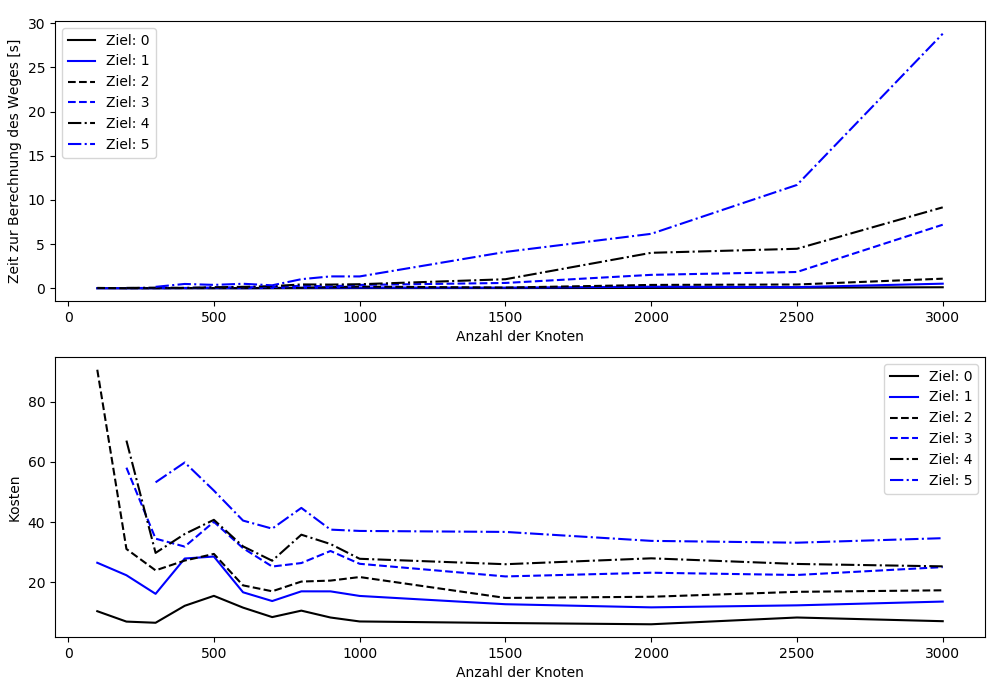 Zeit zur Berechnung des Weges [s]
30
25
20
15
10
5
0
Ziel: 0
Ziel: 1
Ziel: 2
Ziel: 3
Ziel: 4
Ziel: 5
0 500 1000 1500 2000 2500 3000
Anzahl der Knoten
Kosten
80
60
40
20
Ziel: 0
Ziel: 1
Ziel: 2
Ziel: 3
Ziel: 4
Ziel: 5
0 500 1000 1500 2000 2500 3000
Anzahl der Knoten